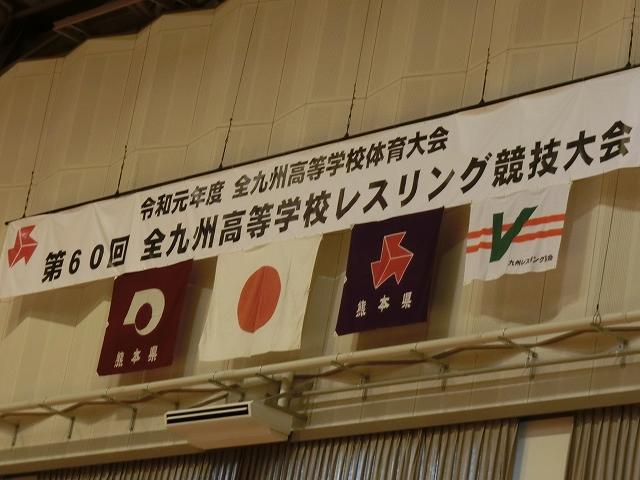 令和元年度 全九州高等学校体育大会
第60回 全九州高等学校レスリング競技大会
熊本県
熊本県
九州レスリング協会